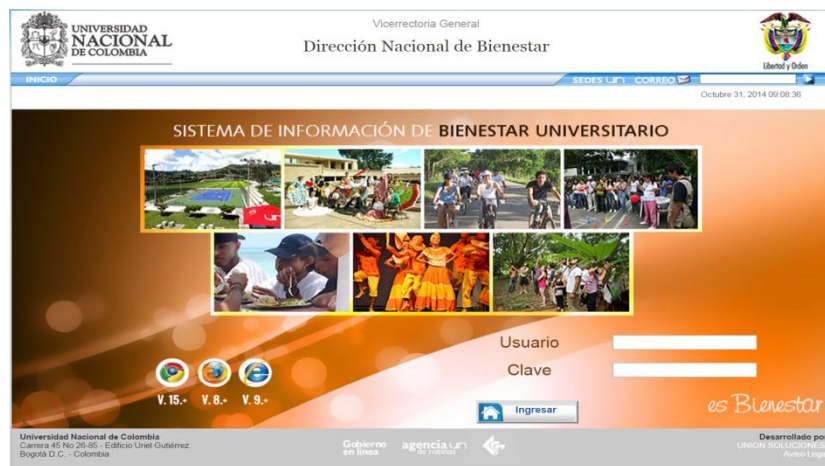 UNIVERSIDAD
NACIONAL
DE COLOMBIA
Vicerrectoria General
Dirección Nacional de Bienestar
Libertad y Orden
INICIO
SEDES un CORREO
Octubre 31, 2014 09:08:36
SISTEMA DE INFORMACIÓN DE BIENESTAR UNIVERSITARIO
Usuario
Clave
V. 15.+ V. 8.+ V. 9.+
Ingresar
es Bienestar
Universidad Nacional de Colombia
Carrera 45 No 26-85 - Edificio Uriel Gutiérrez
Bogotá D.C. - Colombia
Gobierno
en línea
agencia un
de noticias
Desarrollado por
UNION SOLUCIONES
Aviso Legal